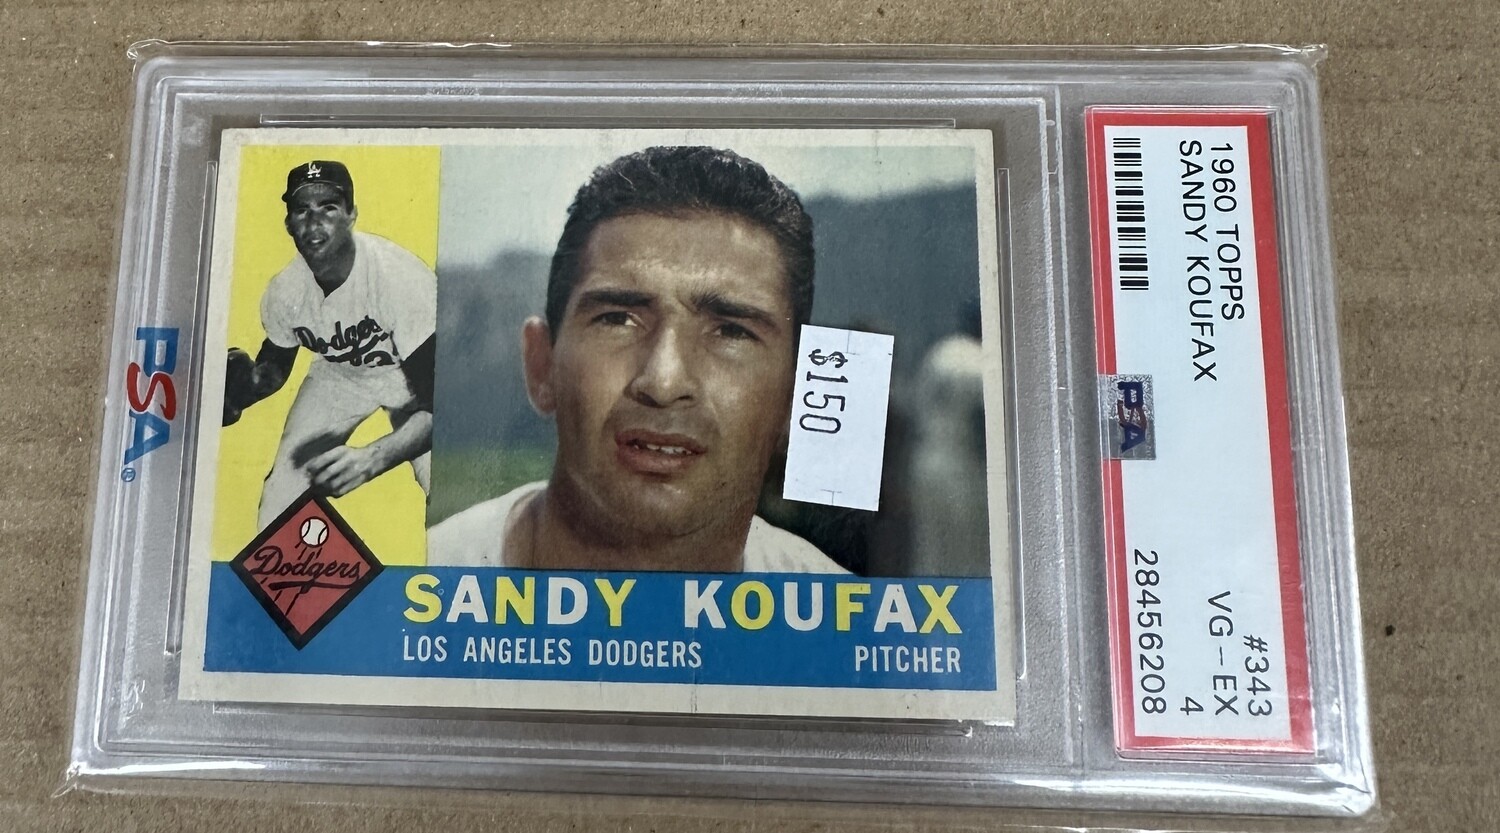 LA
Dodgers
Dodgers
SANDY KOUFAX
LOS ANGELES DODGERS PITCHER
$150
PSA®
1960 TOPPS #343
SANDY KOUFAX VG-EX
4
PSA
28456208